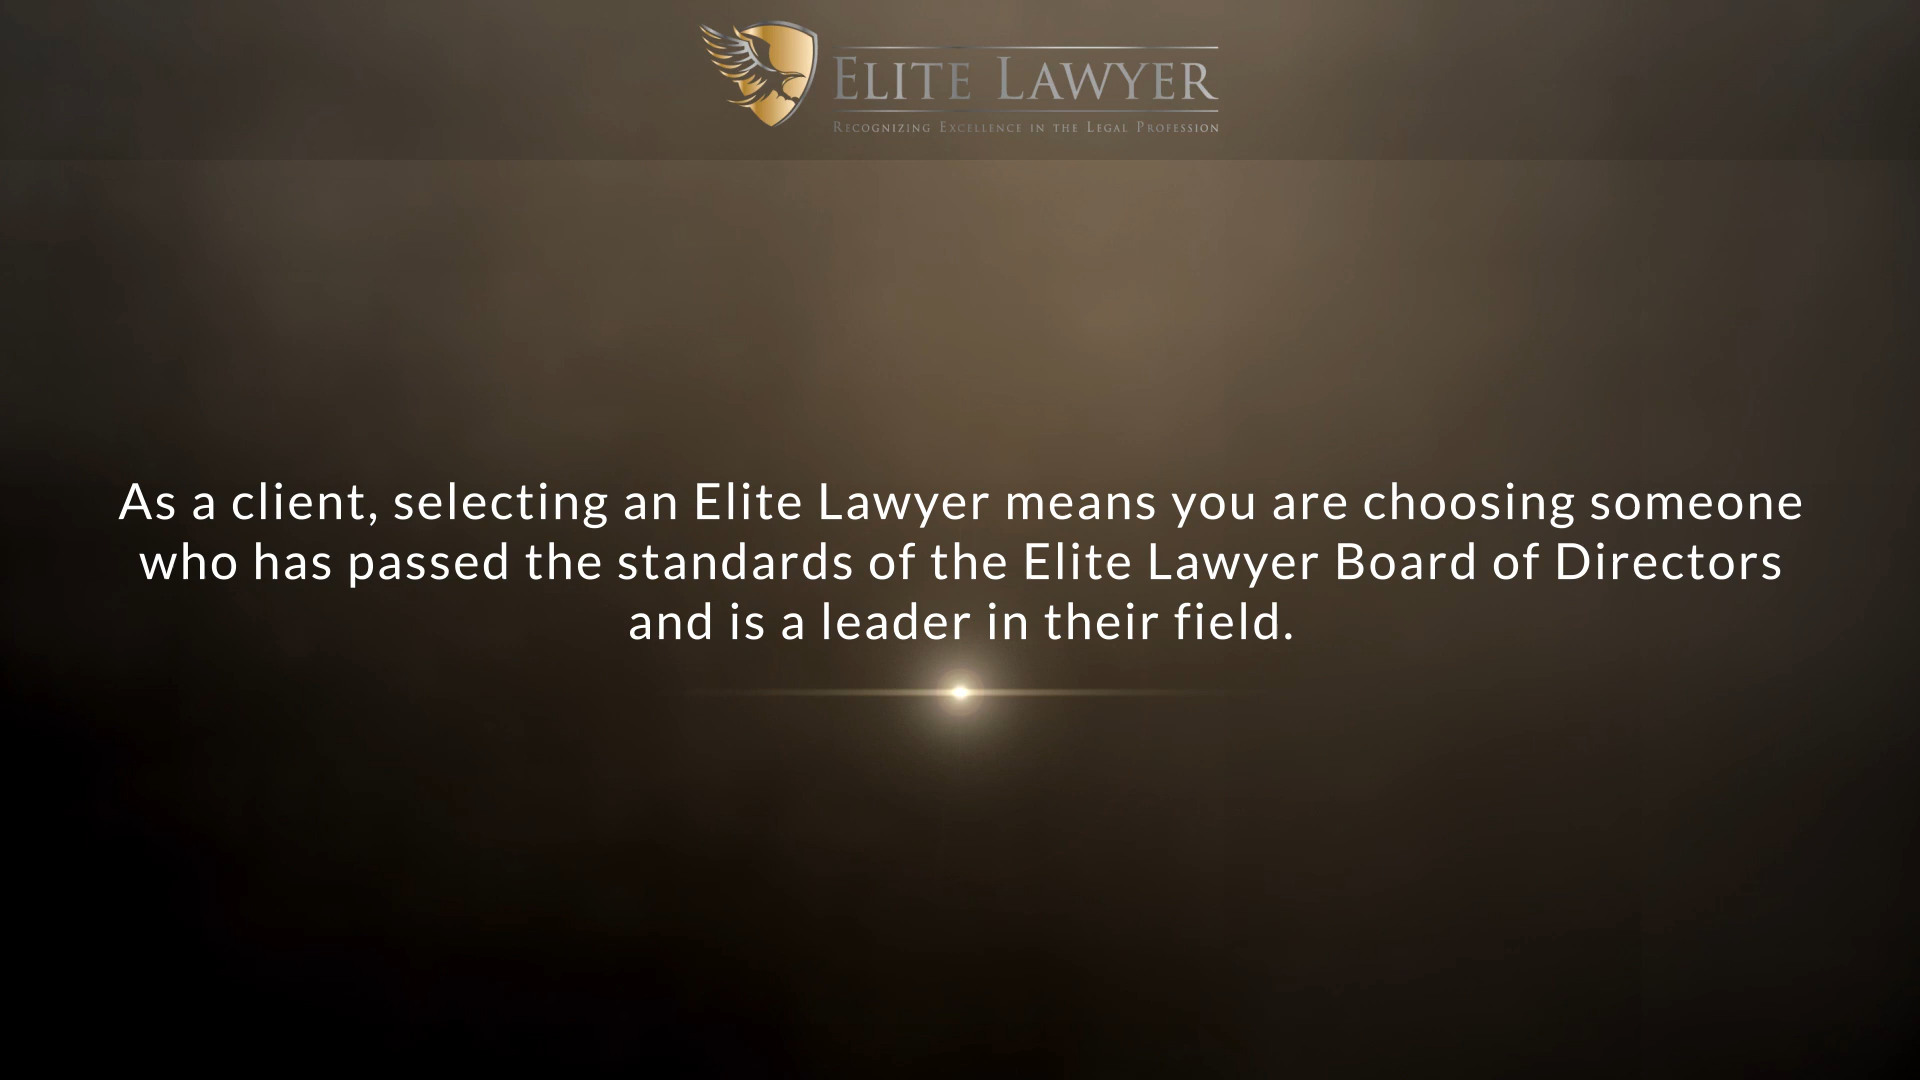 ELITE LAWYER
RECOGNIZING EXCELLENCE IN THE LEGAL PROFESSION
As a client, selecting an Elite Lawyer means you are choosing someone
who has passed the standards of the Elite Lawyer Board of Directors
and is a leader in their field.